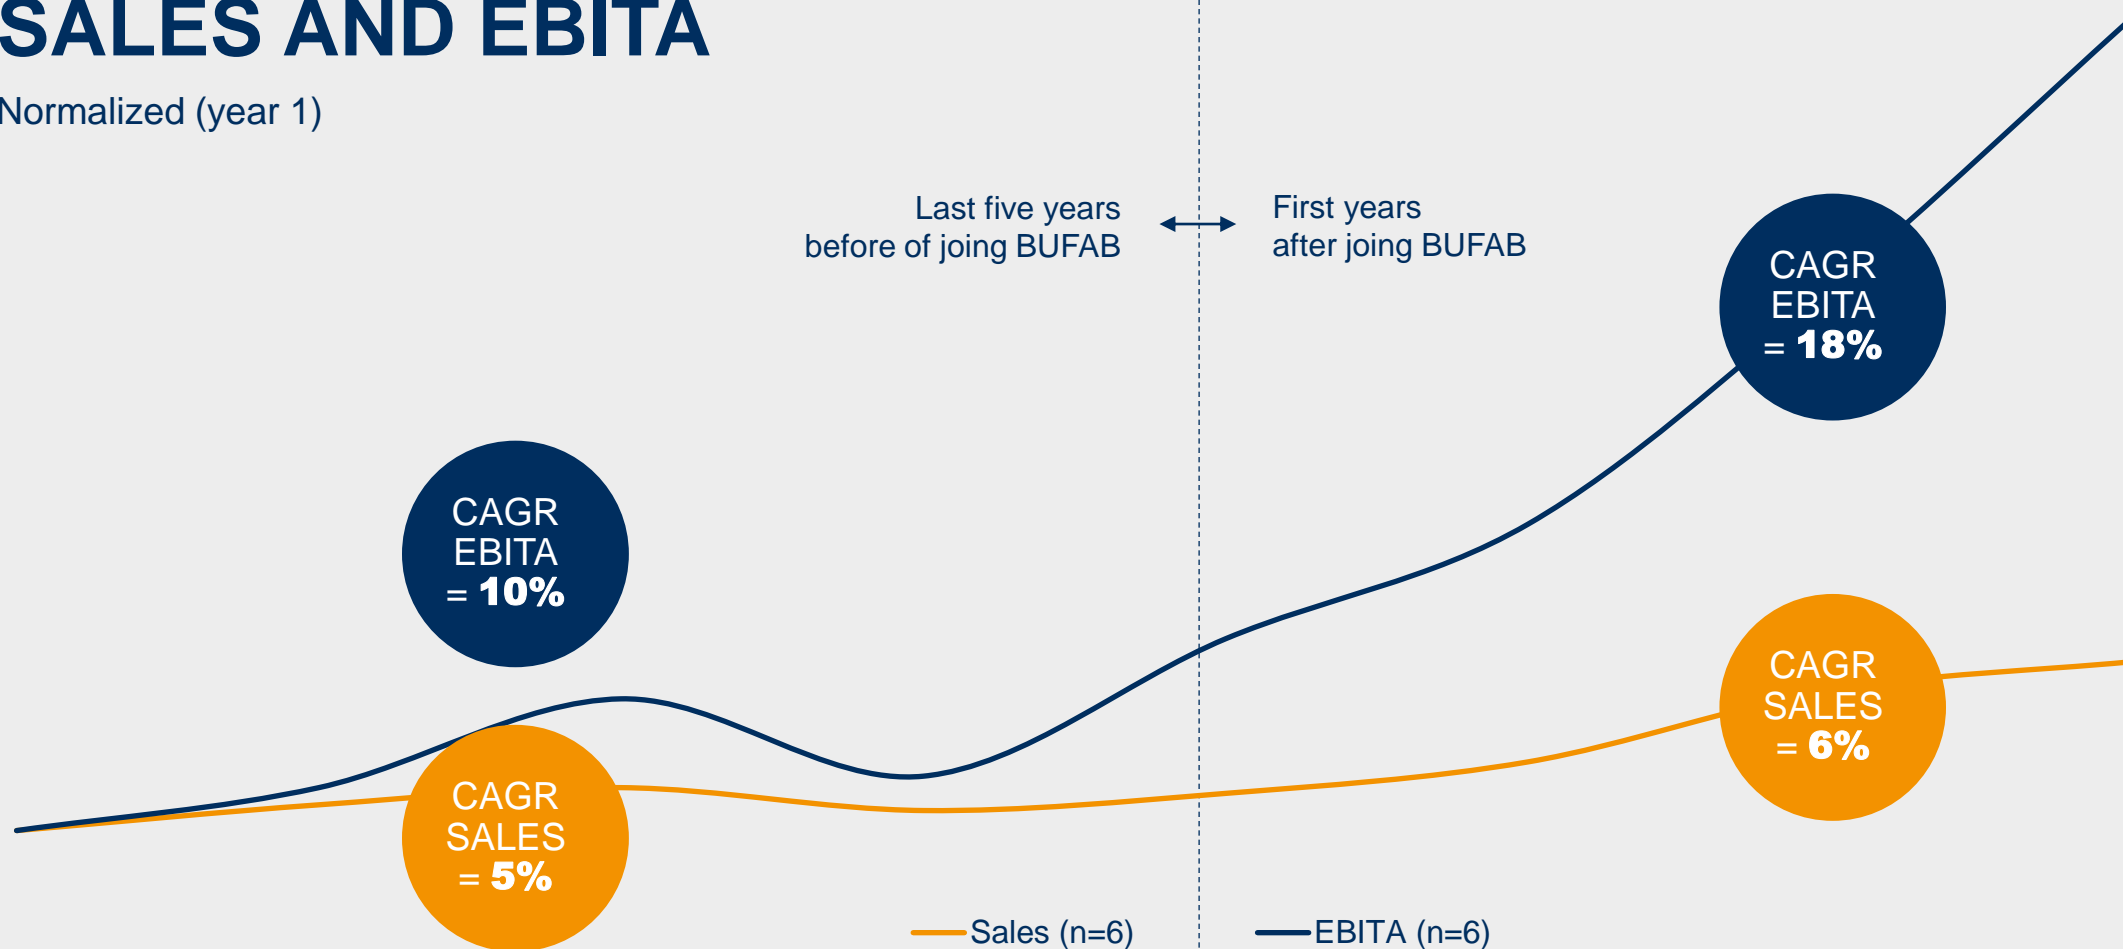 SALES AND EBITA
Normalized (year 1)
Last five years
before of joing BUFAB
First years
after joing BUFAB
CAGR
EBITA
= 18%
CAGR
EBITA
= 10%
CAGR
SALES
= 6%
CAGR
SALES
= 5%
Sales (n=6)
EBITA (n=6)